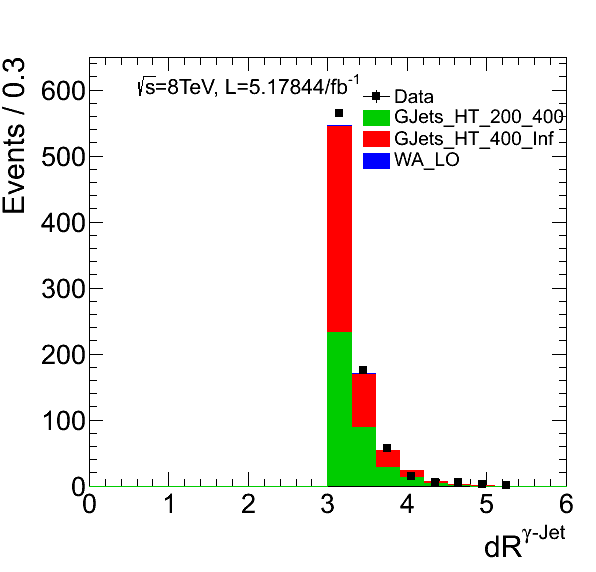 Events / 0.3
√s=8TeV, L=5.17844/fb⁻¹
Data
GJets_HT_200_400
GJets_HT_400_Inf
WA_LO
600
500
400
300
200
100
0
0 1 2 3 4 5 6
dR^γ-Jet